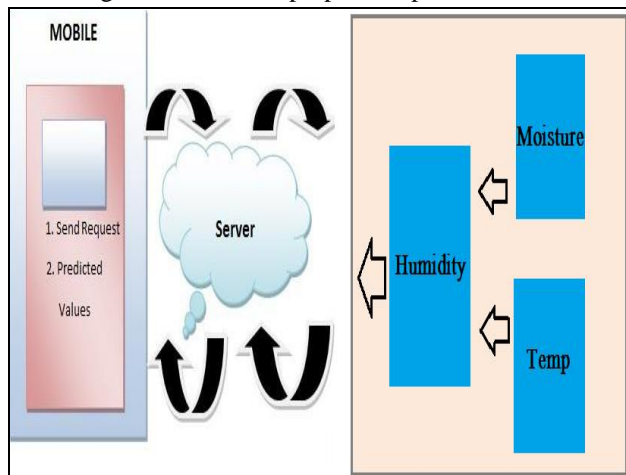 MOBILE
1. Send Request
2. Predicted
Values
Server
Humidity
Moisture
Temp